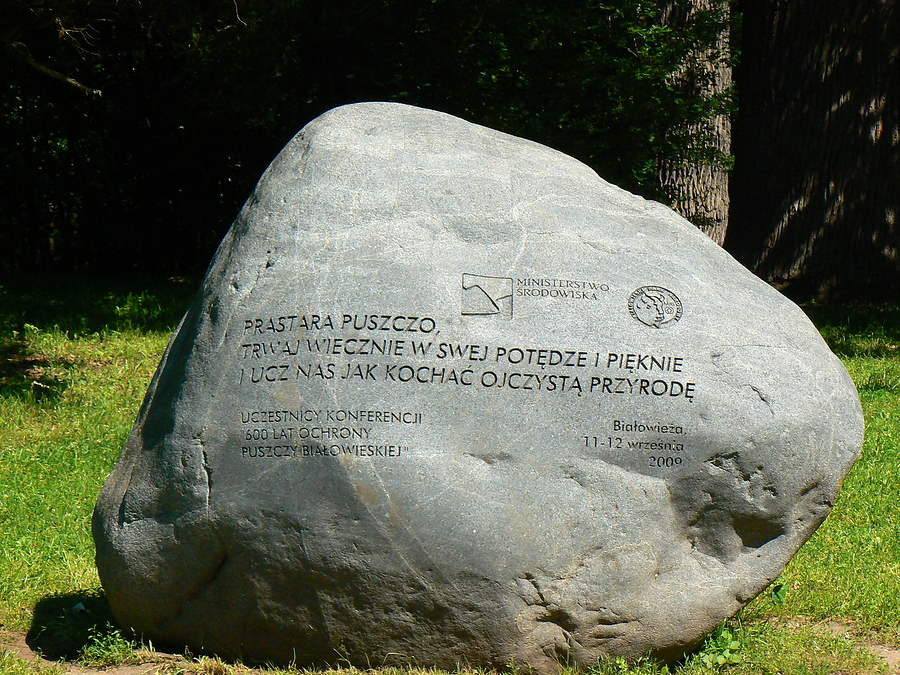 MINISTERSTWO
ŚRODOWISKA
PRASTARA PUSZCZO,
TRWAJ WIECZNIE W SWEJ POTĘDZE I PIĘKNIE
I UCZ NAS JAK KOCHAĆ OJCZYSTĄ PRZYRODĘ
UCZESTNICY KONFERENCJI
"600 LAT OCHRONY
PUSZCZY BIAŁOWIESKIEJ"
Białowieża,
11-12 września
2009